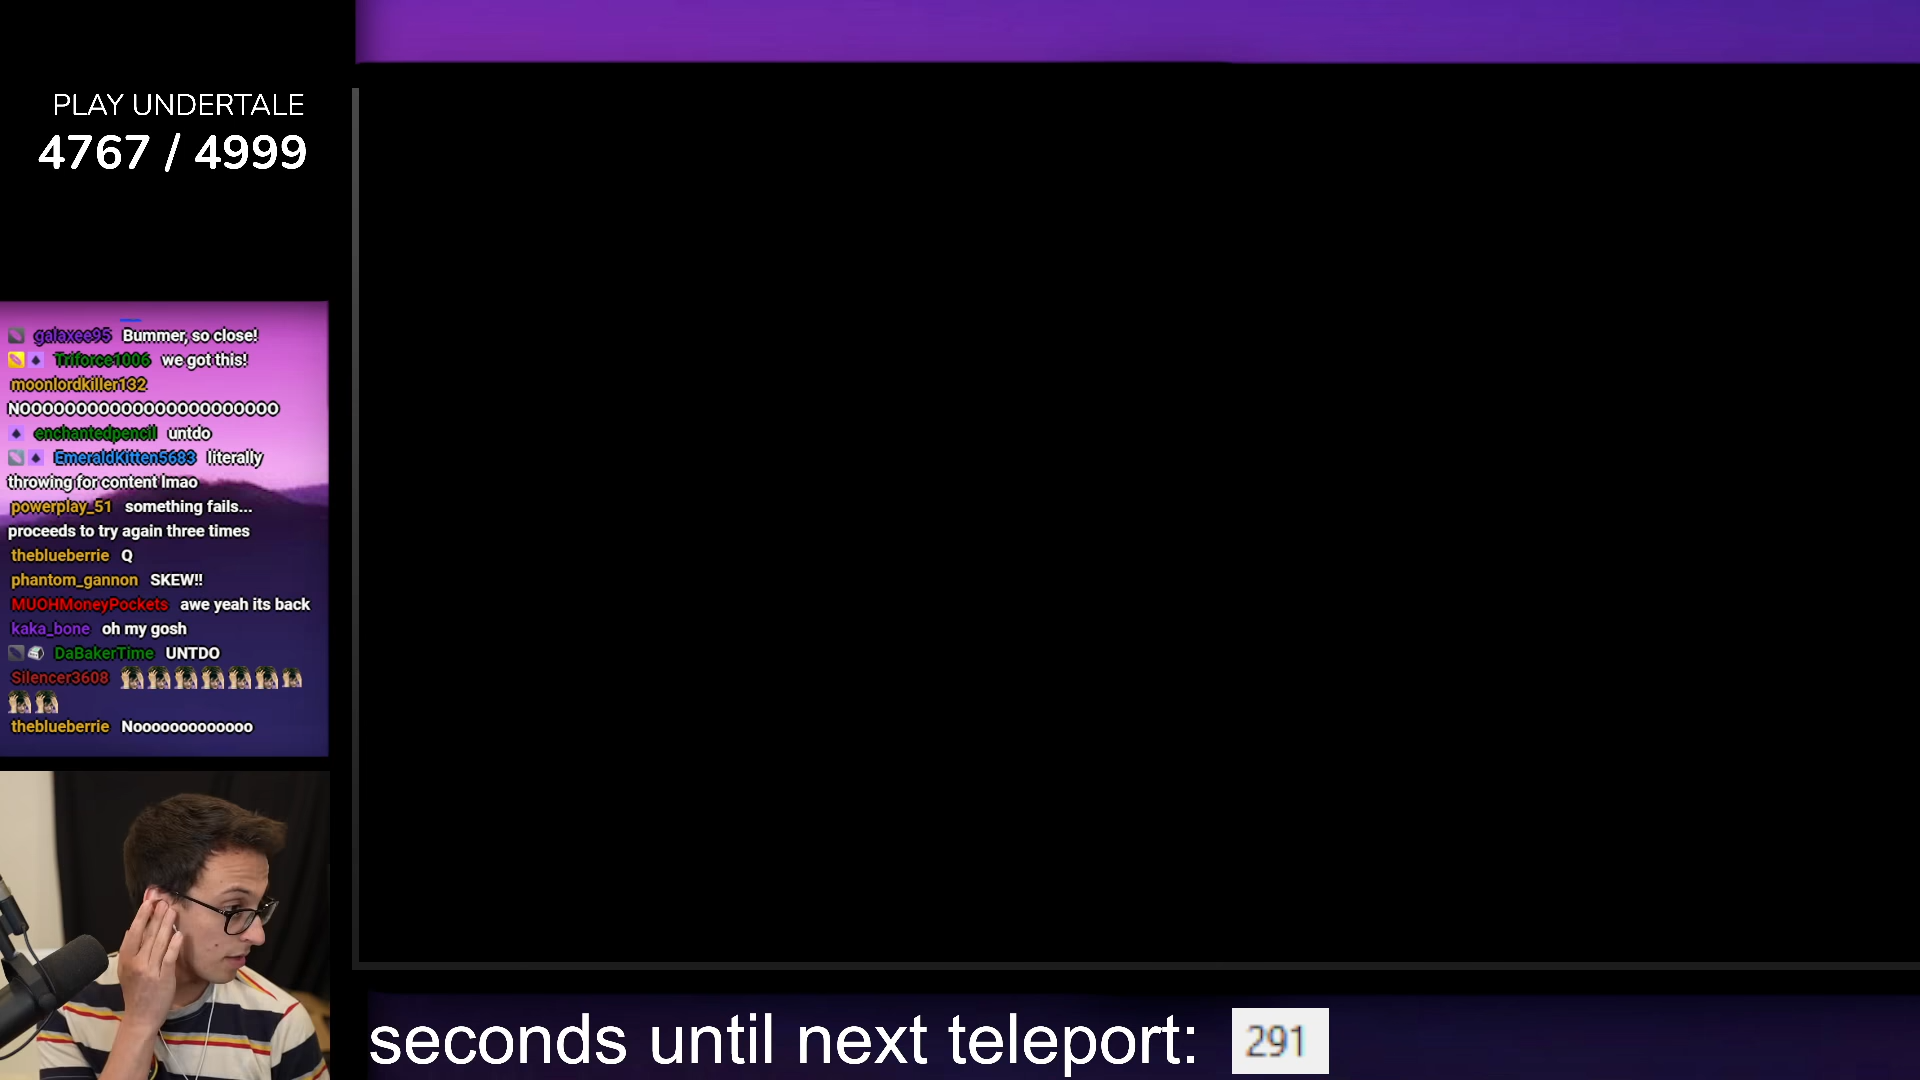 PLAY UNDERTALE
4767 / 4999
galaxee95 Bummer, so close!
Triforce1006 we got this!
moonlordkiller132
NOOOOOOOOOOOOOOOOOOOOOOOO
enchantedpencil untdo
EmeraldKitten5683 literally
throwing for content lmao
powerplay_51 something fails...
proceeds to try again three times
theblueberrie Q
phantom_gannon SKEW!!
MUOHMoneyPockets awe yeah its back
kaka_bone oh my gosh
DaBakerTime UNTDO
Silencer3608
theblueberrie Nooooooooooooo
seconds until next teleport: 291